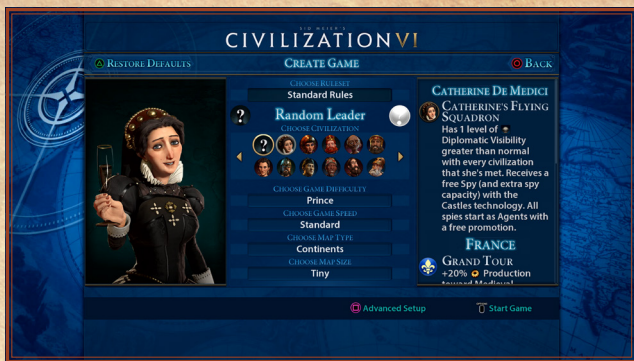 SID MEIER'S
CIVILIZATION VI
RESTORE DEFAULTS
CREATE GAME
BACK
CHOOSE RULESET
Standard Rules
?
Random Leader
CHOOSE CIVILIZATION
?
CHOOSE GAME DIFFICULTY
Prince
CHOOSE GAME SPEED
Standard
CHOOSE MAP TYPE
Continents
CHOOSE MAP SIZE
Tiny
CATHERINE DE MEDICI
CATHERINE'S FLYING
SQUADRON
Has 1 level of
Diplomatic Visibility
greater than normal
with every civilization
that she's met. Receives a
free Spy (and extra spy
capacity) with the
Castles technology. All
spies start as Agents with
a free promotion.
FRANCE
GRAND TOUR
+20% Production
toward Medieval,
Advanced Setup
Start Game